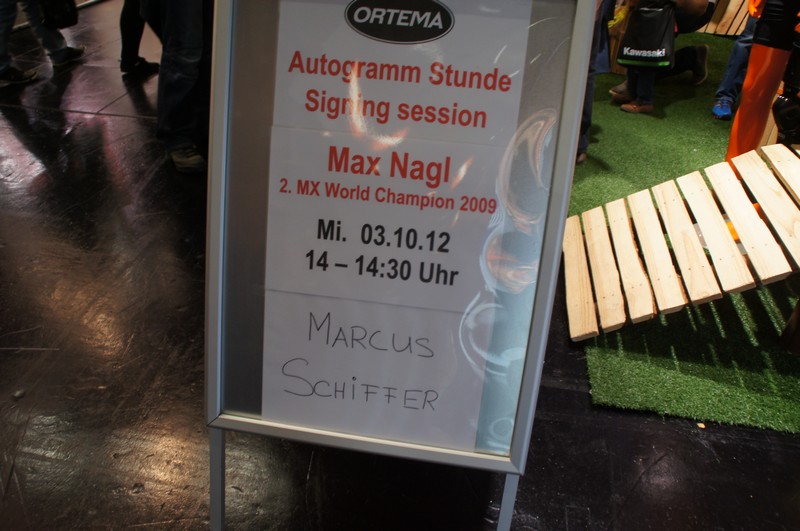 ORTEMA
Autogramm Stunde
Signing session
Max Nagl
2. MX World Champion 2009
Mi. 03.10.12
14 – 14:30 Uhr
MARCUS
SCHIFFER
Kawasaki